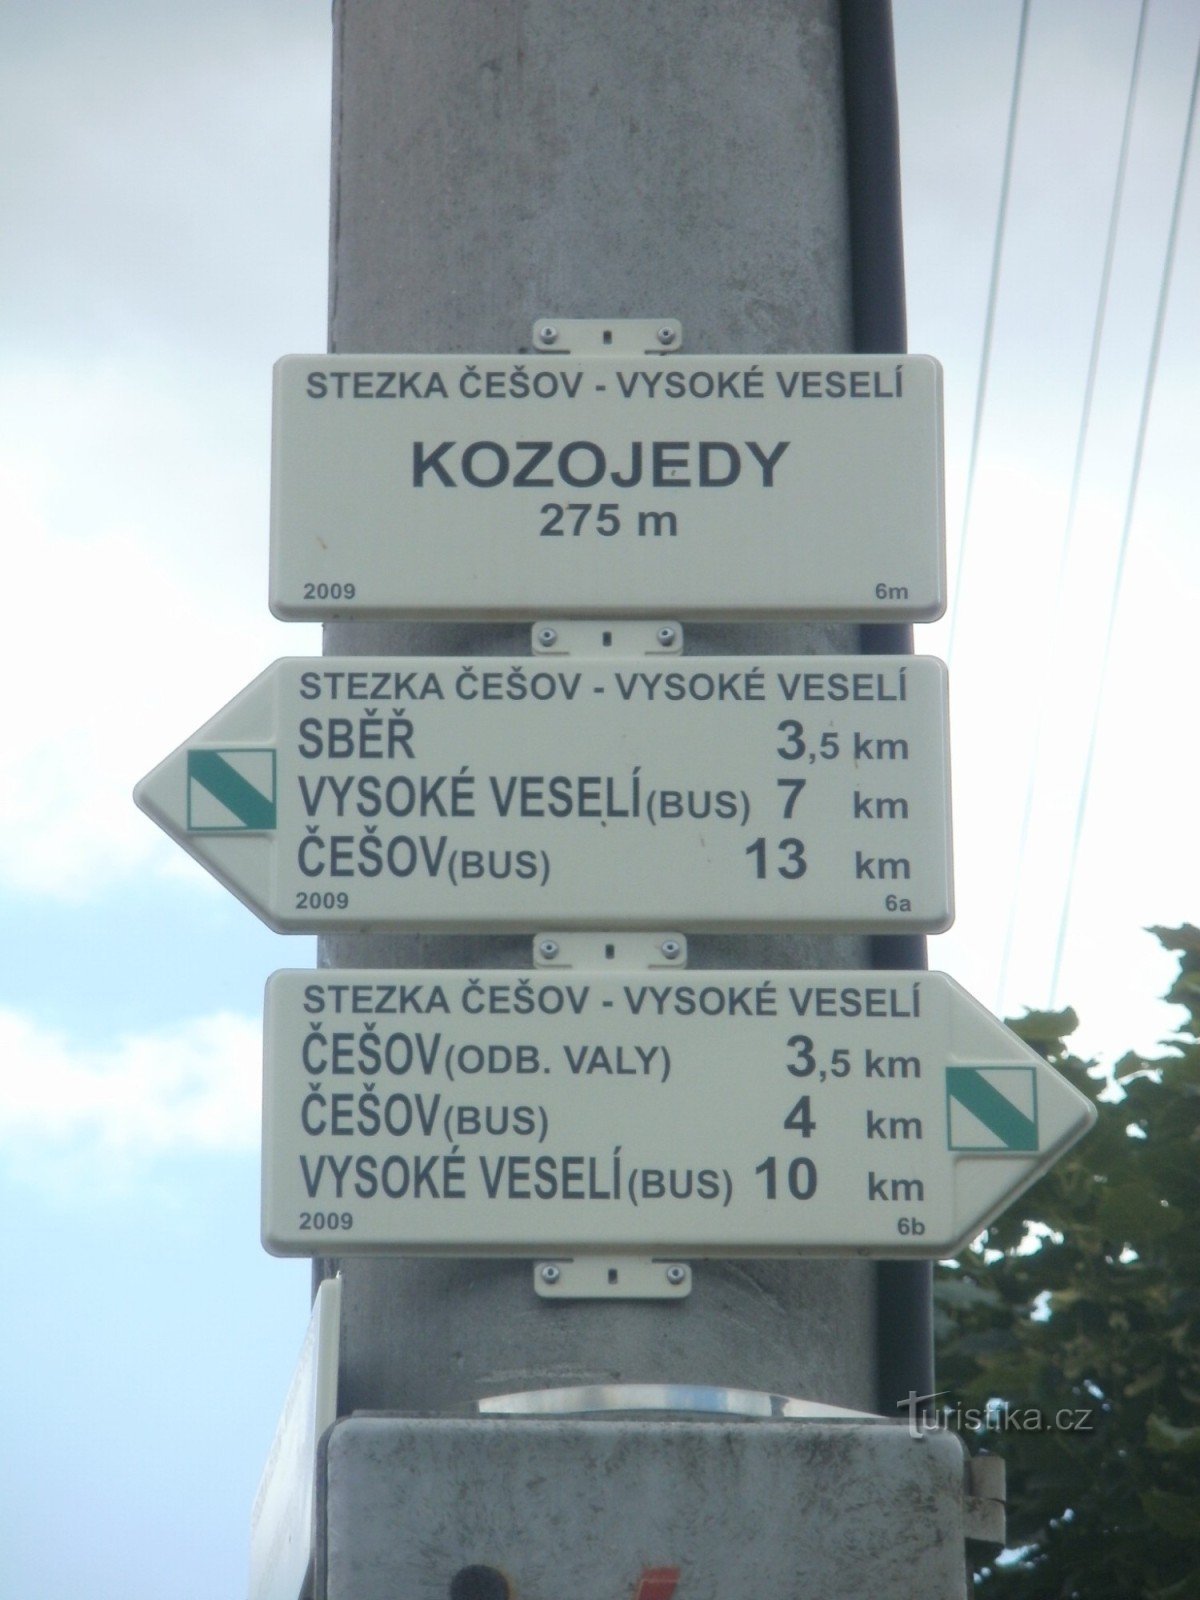 STEZKA ČEŠOV - VYSOKÉ VESELÍ
KOZOJEDY
275 m
2009 6m
STEZKA ČEŠOV - VYSOKÉ VESELÍ
SBĚŘ 3,5 km
VYSOKÉ VESELÍ(BUS) 7 km
ČEŠOV(BUS) 13 km
2009 6a
STEZKA ČEŠOV - VYSOKÉ VESELÍ
ČEŠOV(ODB. VALY) 3,5 km
ČEŠOV(BUS) 4 km
VYSOKÉ VESELÍ(BUS) 10 km
2009 6b
Turistika.cz